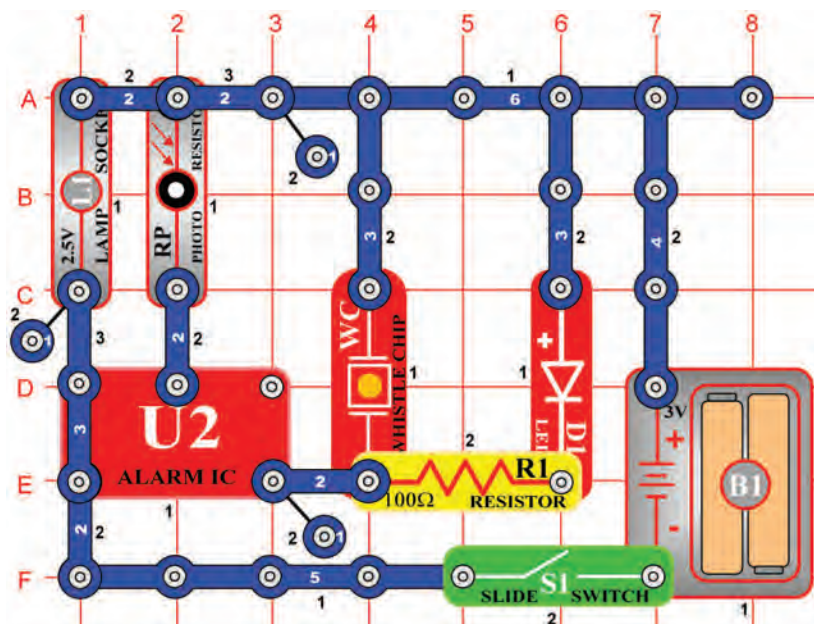 1 2 3 4 5 6 7 8
2 3 1
A 2 2 6
1 2
B L1 LAMP SOCKET 1 RP PHOTO RESISTOR 1
2.5V 3 2 3 2 4 2
C WC
2 1 3 2 2 + 1 1
WHISTLE CHIP
D 3V
U2 3 D1 +
ALARM IC 2 R1 B1
E 2 100Ω RESISTOR
1 2 2 1 -
2
F 5 S1
SLIDE SWITCH
1 2 1